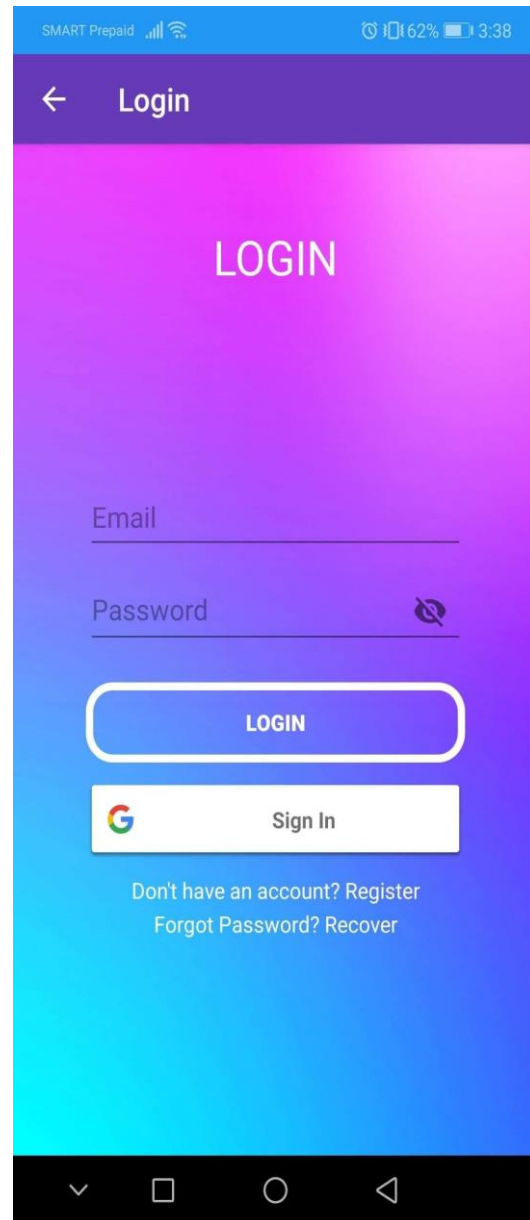 SMART Prepaid 62% 3:38
Login
LOGIN
Email
Password
LOGIN
G Sign In
Don't have an account? Register
Forgot Password? Recover